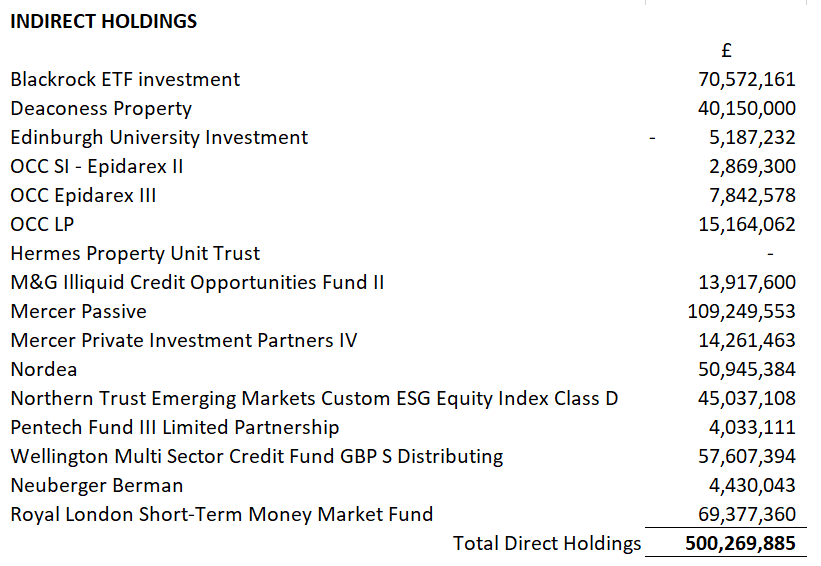 INDIRECT HOLDINGS
£
Blackrock ETF investment 70,572,161
Deaconess Property 40,150,000
Edinburgh University Investment - 5,187,232
OCC SI - Epidarex II 2,869,300
OCC Epidarex III 7,842,578
OCC LP 15,164,062
Hermes Property Unit Trust -
M&G Illiquid Credit Opportunities Fund II 13,917,600
Mercer Passive 109,249,553
Mercer Private Investment Partners IV 14,261,463
Nordea 50,945,384
Northern Trust Emerging Markets Custom ESG Equity Index Class D 45,037,108
Pentech Fund III Limited Partnership 4,033,111
Wellington Multi Sector Credit Fund GBP S Distributing 57,607,394
Neuberger Berman 4,430,043
Royal London Short-Term Money Market Fund 69,377,360
Total Direct Holdings 500,269,885